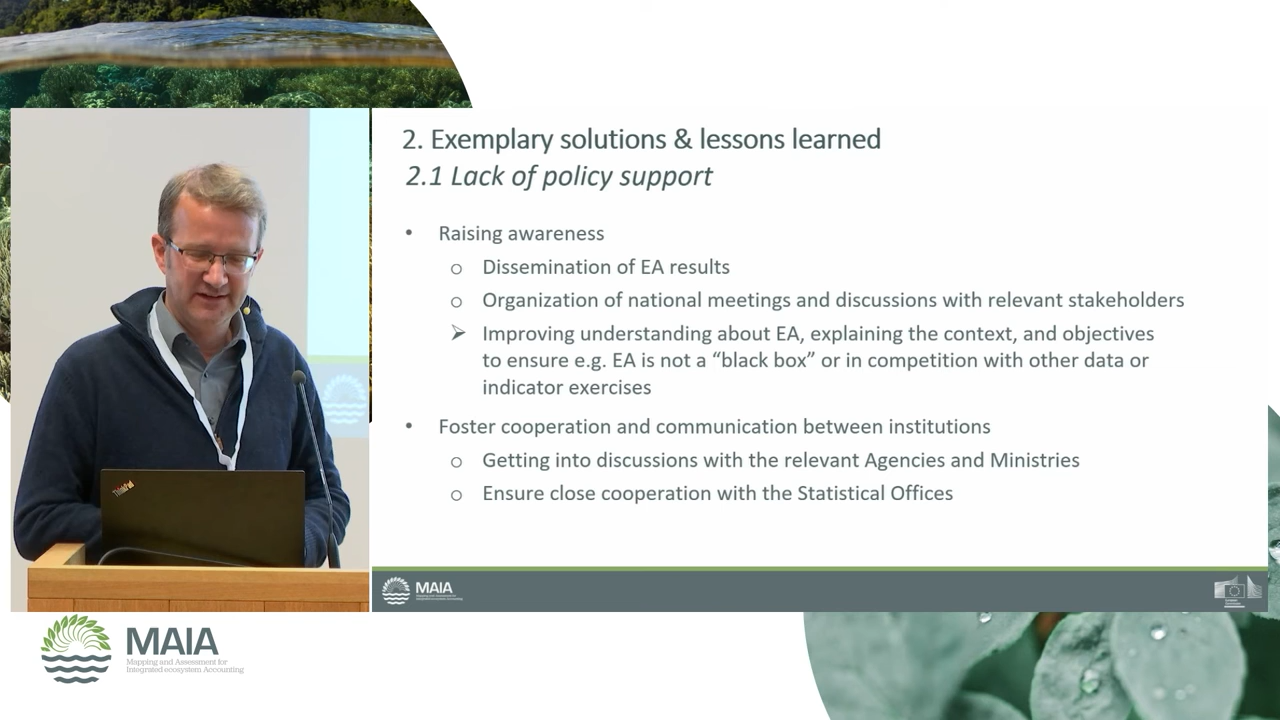 2. Exemplary solutions & lessons learned
2.1 Lack of policy support
• Raising awareness
o Dissemination of EA results
o Organization of national meetings and discussions with relevant stakeholders
➢ Improving understanding about EA, explaining the context, and objectives
to ensure e.g. EA is not a “black box” or in competition with other data or
indicator exercises
• Foster cooperation and communication between institutions
o Getting into discussions with the relevant Agencies and Ministries
o Ensure close cooperation with the Statistical Offices
ThinkPad
MAIA
MAIA
Mapping and Assessment for
Integrated ecosystem Accounting